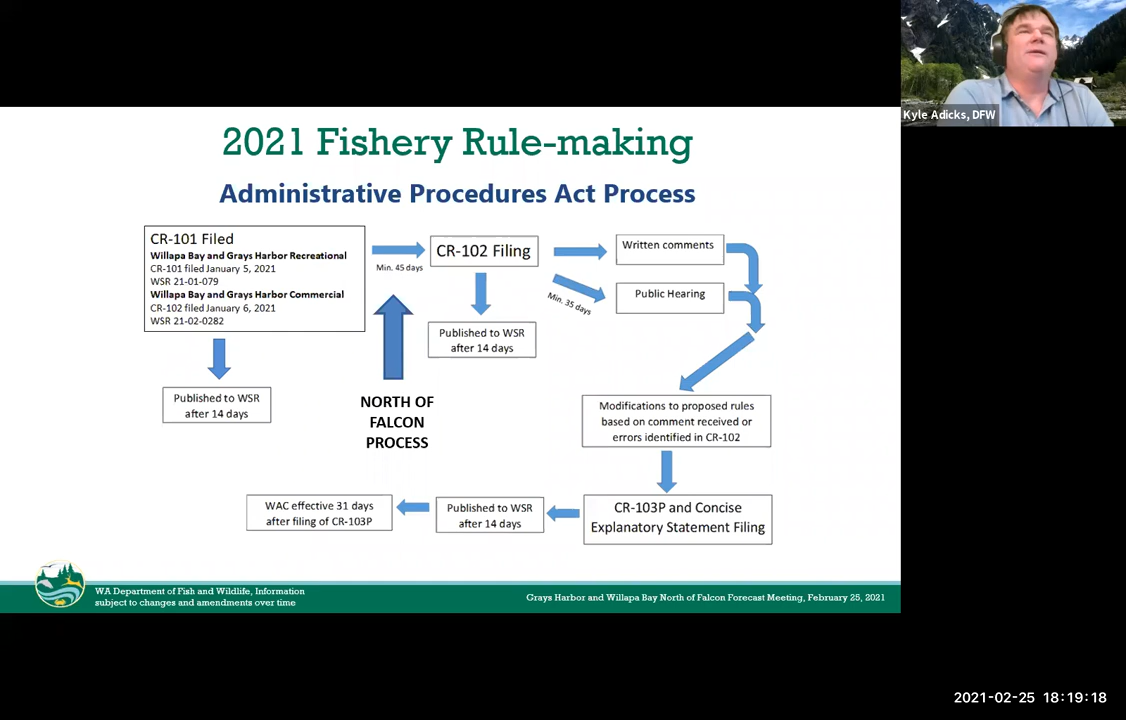 Kyle Adicks, DFW
2021 Fishery Rule-making
Administrative Procedures Act Process
CR-101 Filed
Willapa Bay and Grays Harbor Recreational
CR-101 filed January 5, 2021
WSR 21-01-079
Willapa Bay and Grays Harbor Commercial
CR-102 filed January 6, 2021
WSR 21-02-0282
Min. 45 days
CR-102 Filing
Min. 35 days
Written comments
Public Hearing
Published to WSR
after 14 days
Published to WSR
after 14 days
NORTH OF
FALCON
PROCESS
Modifications to proposed rules
based on comment received or
errors identified in CR-102
CR-103P and Concise
Explanatory Statement Filing
Published to WSR
after 14 days
WAC effective 31 days
after filing of CR-103P
WA Department of Fish and Wildlife, Information
subject to changes and amendments over time
Grays Harbor and Willapa Bay North of Falcon Forecast Meeting, February 25, 2021
2021-02-25 18:19:18